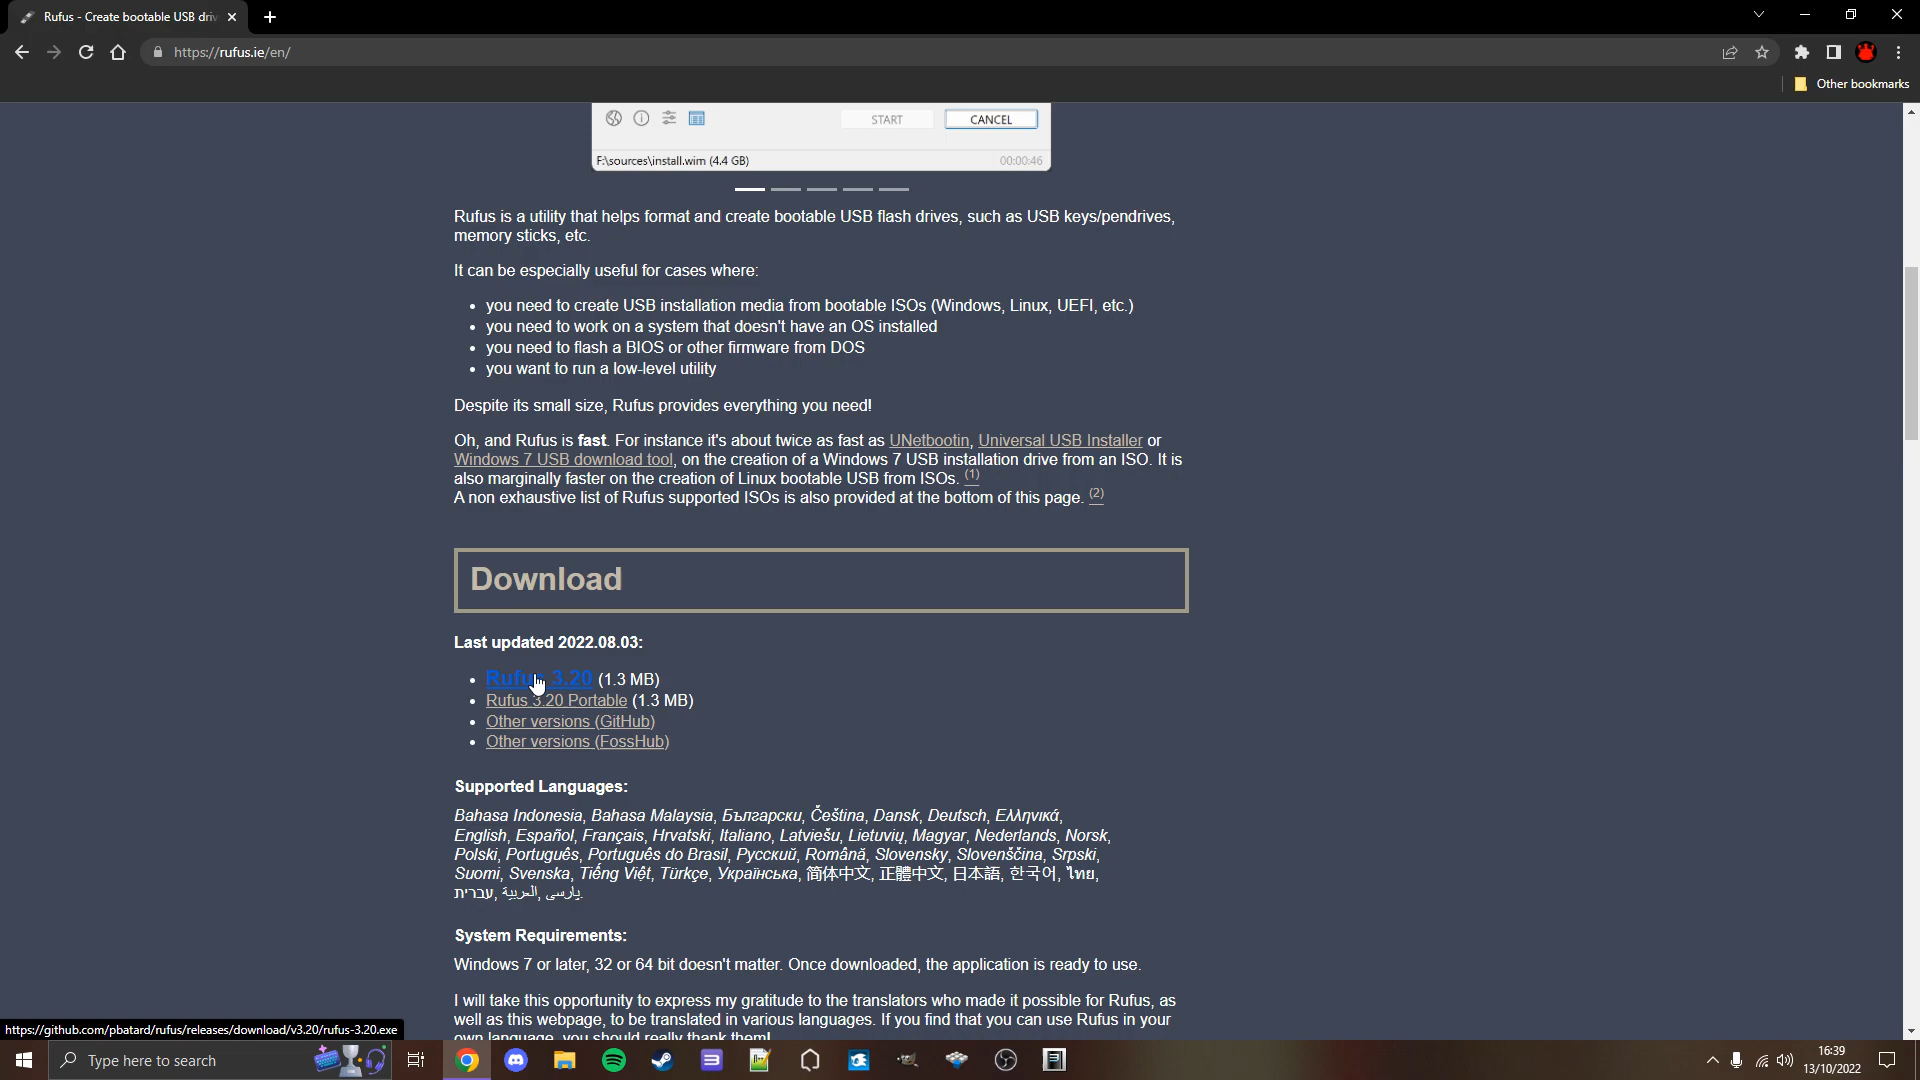 Rufus - Create bootable USB driv
https://rufus.ie/en/
Other bookmarks
START
CANCEL
F:\sources\install.wim (4.4 GB)
00:00:46
Rufus is a utility that helps format and create bootable USB flash drives, such as USB keys/pendrives,
memory sticks, etc.
It can be especially useful for cases where:
you need to create USB installation media from bootable ISOs (Windows, Linux, UEFI, etc.)
you need to work on a system that doesn't have an OS installed
you need to flash a BIOS or other firmware from DOS
you want to run a low-level utility
Despite its small size, Rufus provides everything you need!
Oh, and Rufus is fast. For instance it's about twice as fast as UNetbootin, Universal USB Installer or
Windows 7 USB download tool, on the creation of a Windows 7 USB installation drive from an ISO. It is
also marginally faster on the creation of Linux bootable USB from ISOs. (1)
A non exhaustive list of Rufus supported ISOs is also provided at the bottom of this page. (2)
Download
Last updated 2022.08.03:
Rufus 3.20 (1.3 MB)
Rufus 3.20 Portable (1.3 MB)
Other versions (GitHub)
Other versions (FossHub)
Supported Languages:
Bahasa Indonesia, Bahasa Malaysia, Български, Čeština, Dansk, Deutsch, Ελληνικά,
English, Español, Français, Hrvatski, Italiano, Latviešu, Lietuvių, Magyar, Nederlands, Norsk,
Polski, Português, Português do Brasil, Русский, Română, Slovensky, Slovenščina, Srpski,
Suomi, Svenska, Tiếng Việt, Türkçe, Українська, 简体中文, 正體中文, 日本語, 한국어, ไทย,
עברית, العربية, پارسی.
System Requirements:
Windows 7 or later, 32 or 64 bit doesn't matter. Once downloaded, the application is ready to use.
I will take this opportunity to express my gratitude to the translators who made it possible for Rufus, as
well as this webpage, to be translated in various languages. If you find that you can use Rufus in your
own language, you should really thank them!
https://github.com/pbatard/rufus/releases/download/v3.20/rufus-3.20.exe
Type here to search
16:39
13/10/2022